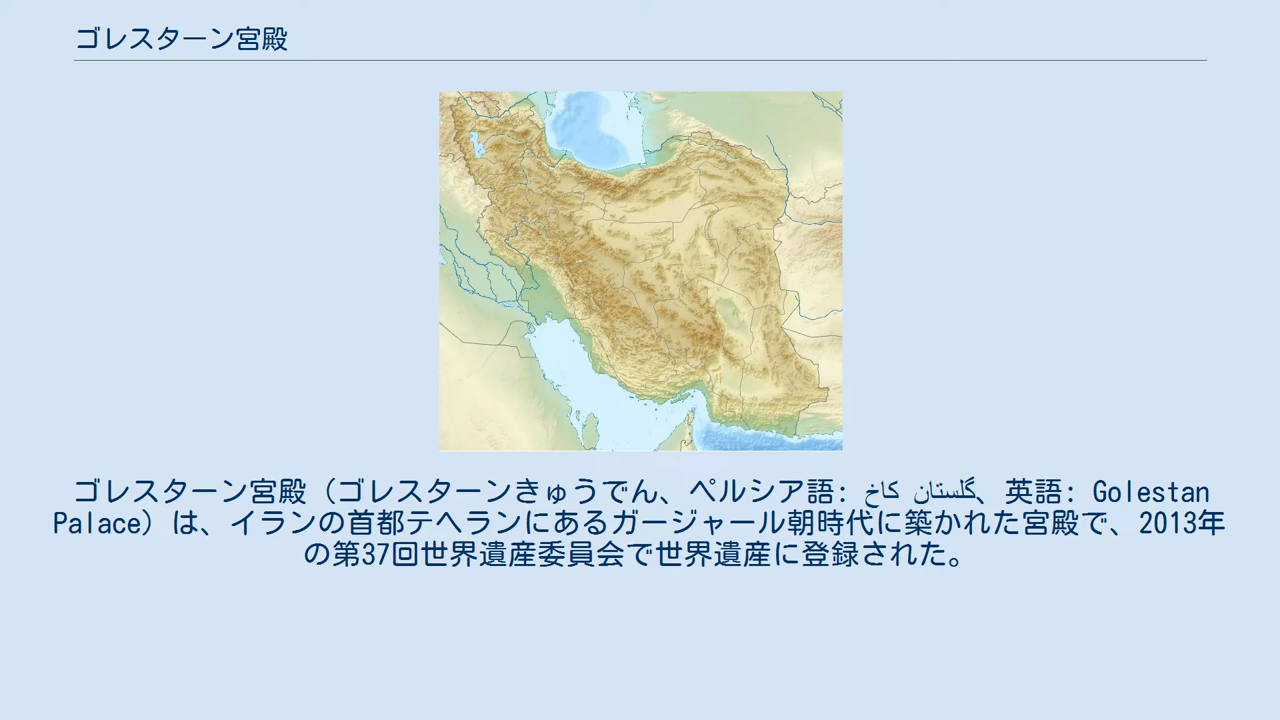 ゴレスターン宮殿
ゴレスターン宮殿（ゴレスターンきゅうでん、ペルシア語: کاخ گلستان、英語: Golestan
Palace）は、イランの首都テヘランにあるガージャール朝時代に築かれた宮殿で、2013年
の第37回世界遺産委員会で世界遺産に登録された。